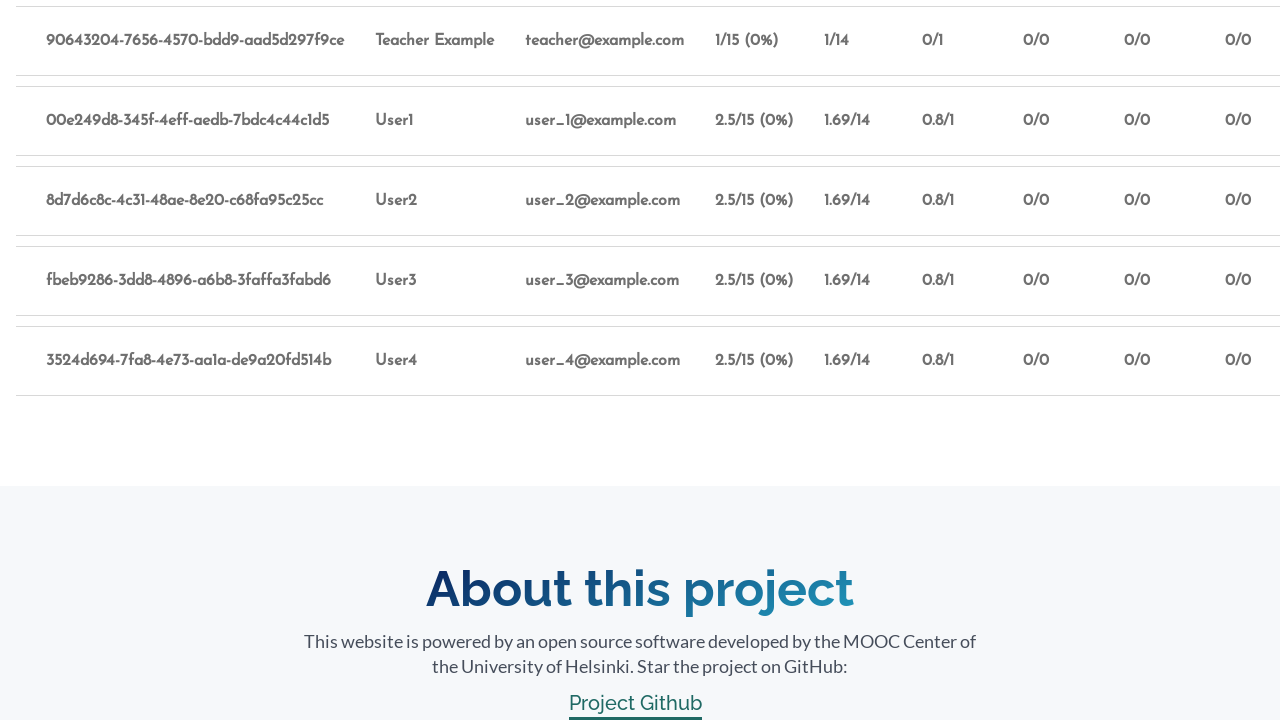 90643204-7656-4570-bdd9-aad5d297f9ce Teacher Example teacher@example.com 1/15 (0%) 1/14 0/1 0/0 0/0 0/0
00e249d8-345f-4eff-aedb-7bdc4c44c1d5 User1 user_1@example.com 2.5/15 (0%) 1.69/14 0.8/1 0/0 0/0 0/0
8d7d6c8c-4c31-48ae-8e20-c68fa95c25cc User2 user_2@example.com 2.5/15 (0%) 1.69/14 0.8/1 0/0 0/0 0/0
fbeb9286-3dd8-4896-a6b8-3faffa3fabd6 User3 user_3@example.com 2.5/15 (0%) 1.69/14 0.8/1 0/0 0/0 0/0
3524d694-7fa8-4e73-aa1a-de9a20fd514b User4 user_4@example.com 2.5/15 (0%) 1.69/14 0.8/1 0/0 0/0 0/0
About this project
This website is powered by an open source software developed by the MOOC Center of
the University of Helsinki. Star the project on GitHub:
Project Github